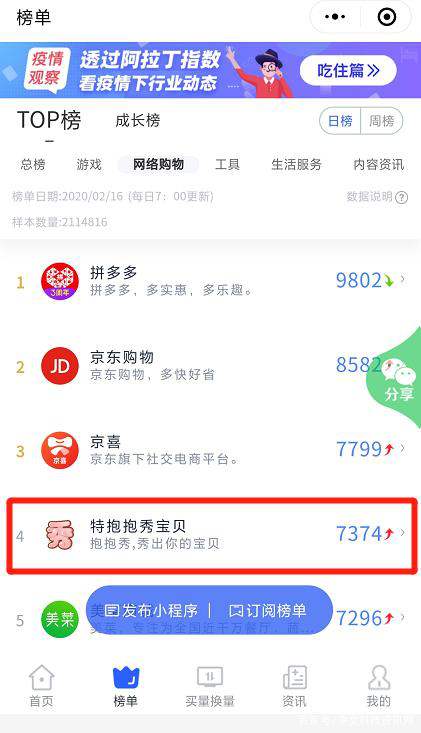 榜单
疫情
观察
透过阿拉丁指数
看疫情下行业动态
吃住篇
TOP榜
成长榜
日榜
周榜
总榜
游戏
网络购物
工具
生活服务
内容资讯
榜单日期:2020/02/16 (每日7：00更新)
数据说明?
样本数量:2114816
1
3周年
拼多多
拼多多，多实惠，多乐趣。
9802
2
JD
京东购物
京东购物，多快好省
8582
分享
3
京喜
京喜
京东旗下社交电商平台。
7799
4
秀
特抱抱秀宝贝
抱抱秀,秀出你的宝贝
7374
5
美菜
发布小程序
订阅榜单
美菜，专注为全国近千万餐厅，蔬...
7296
首页
榜单
买量换量
资讯
我的